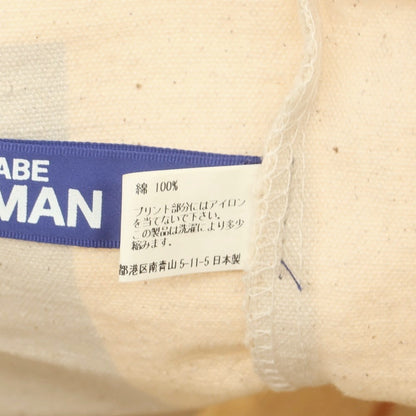 ABE
MAN
綿 100%
プリント部分にはアイロン
を当てないで下さい。
この製品は洗濯により多少
縮みます。
都港区南青山 5-11-5 日本製